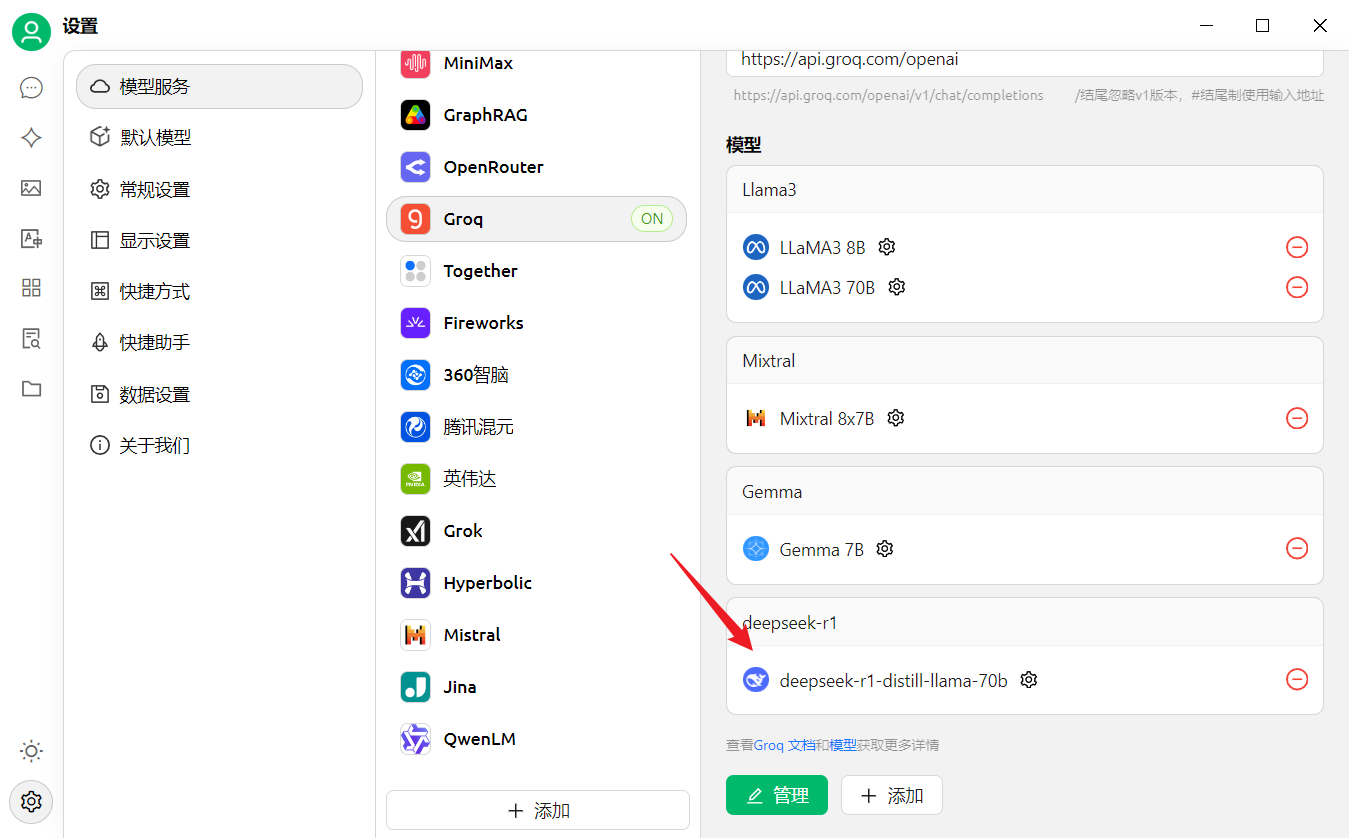 设置
模型服务
默认模型
常规设置
显示设置
快捷方式
快捷助手
数据设置
关于我们
MiniMax
GraphRAG
OpenRouter
Groq ON
Together
Fireworks
360智脑
腾讯混元
英伟达
Grok
Hyperbolic
Mistral
Jina
QwenLM
添加
https://api.groq.com/openai
https://api.groq.com/openai/v1/chat/completions /结尾忽略v1版本，#结尾制使用输入地址
模型
Llama3
LLaMA3 8B
LLaMA3 70B
Mixtral
Mixtral 8x7B
Gemma
Gemma 7B
deepseek-r1
deepseek-r1-distill-llama-70b
查看Groq 文档和模型获取更多详情
管理 添加